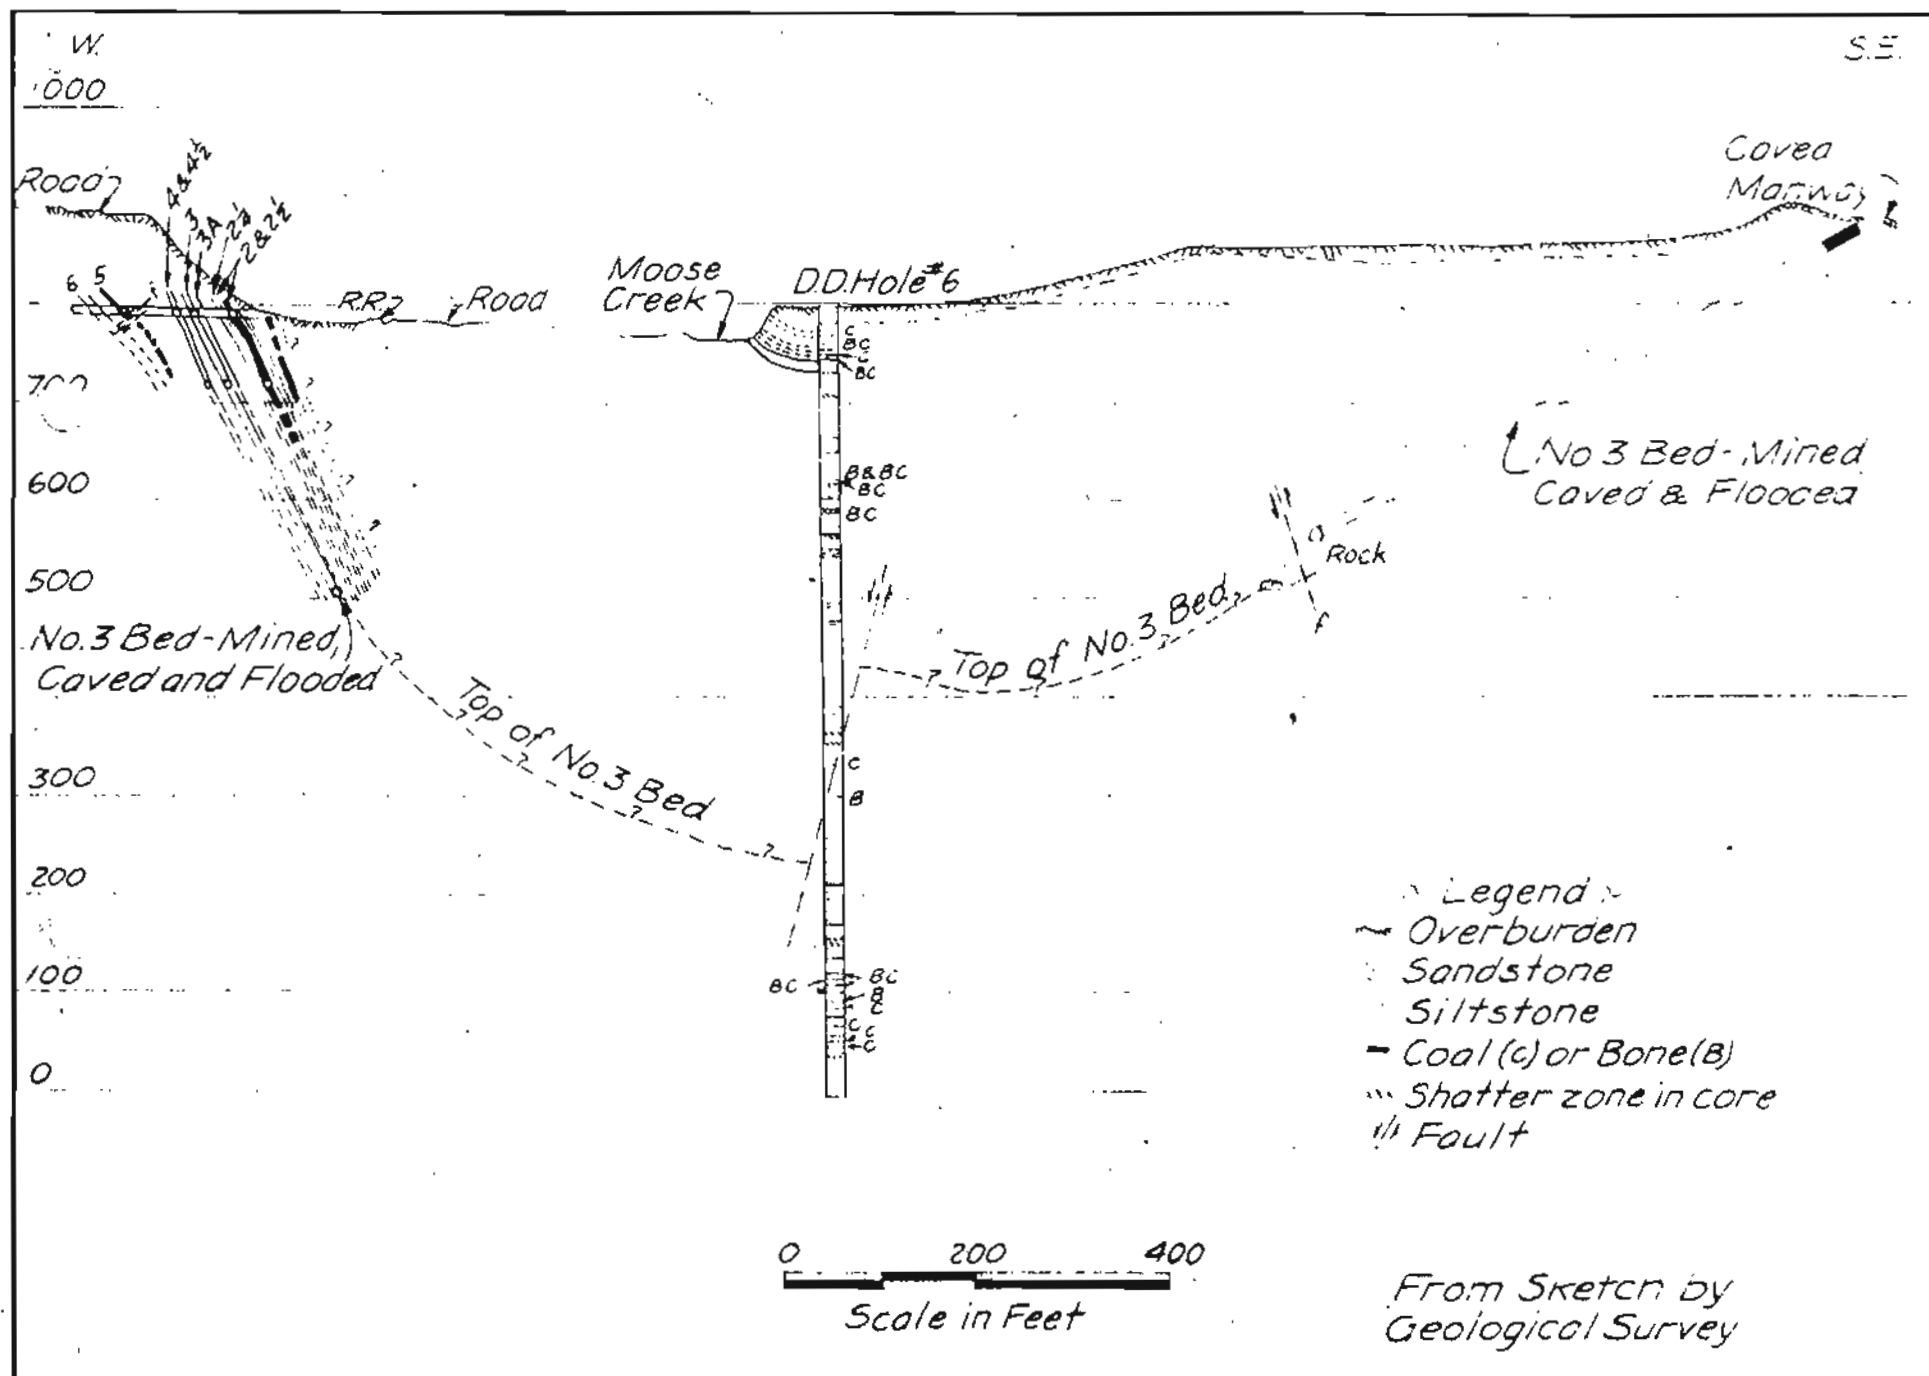 W.
S.E.
1000
Road
4 & 4½
3
3A
2¼
2 & 2½
6
5
RR
Road
Moose
Creek
D.D.Hole #6
Manway
C
BC
C
BC
700
600
500
300
200
100
0
B & BC
BC
BC
No.3 Bed-Mined,
Caved and Flooded
Top of No.3 Bed
Top of No.3 Bed
Rock
No 3 Bed-Mined
Caved &
C
B
BC
BC
B
C
C
C
C
Legend
Overburden
Sandstone
Siltstone
Coal (c) or Bone (B)
Shatter zone in core
Fault
0 200 400
Scale in Feet
From Sketch by
Geological Survey